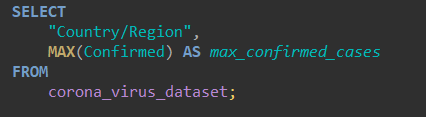 SELECT
"Country/Region",
MAX(Confirmed) AS max_confirmed_cases
FROM
corona_virus_dataset;